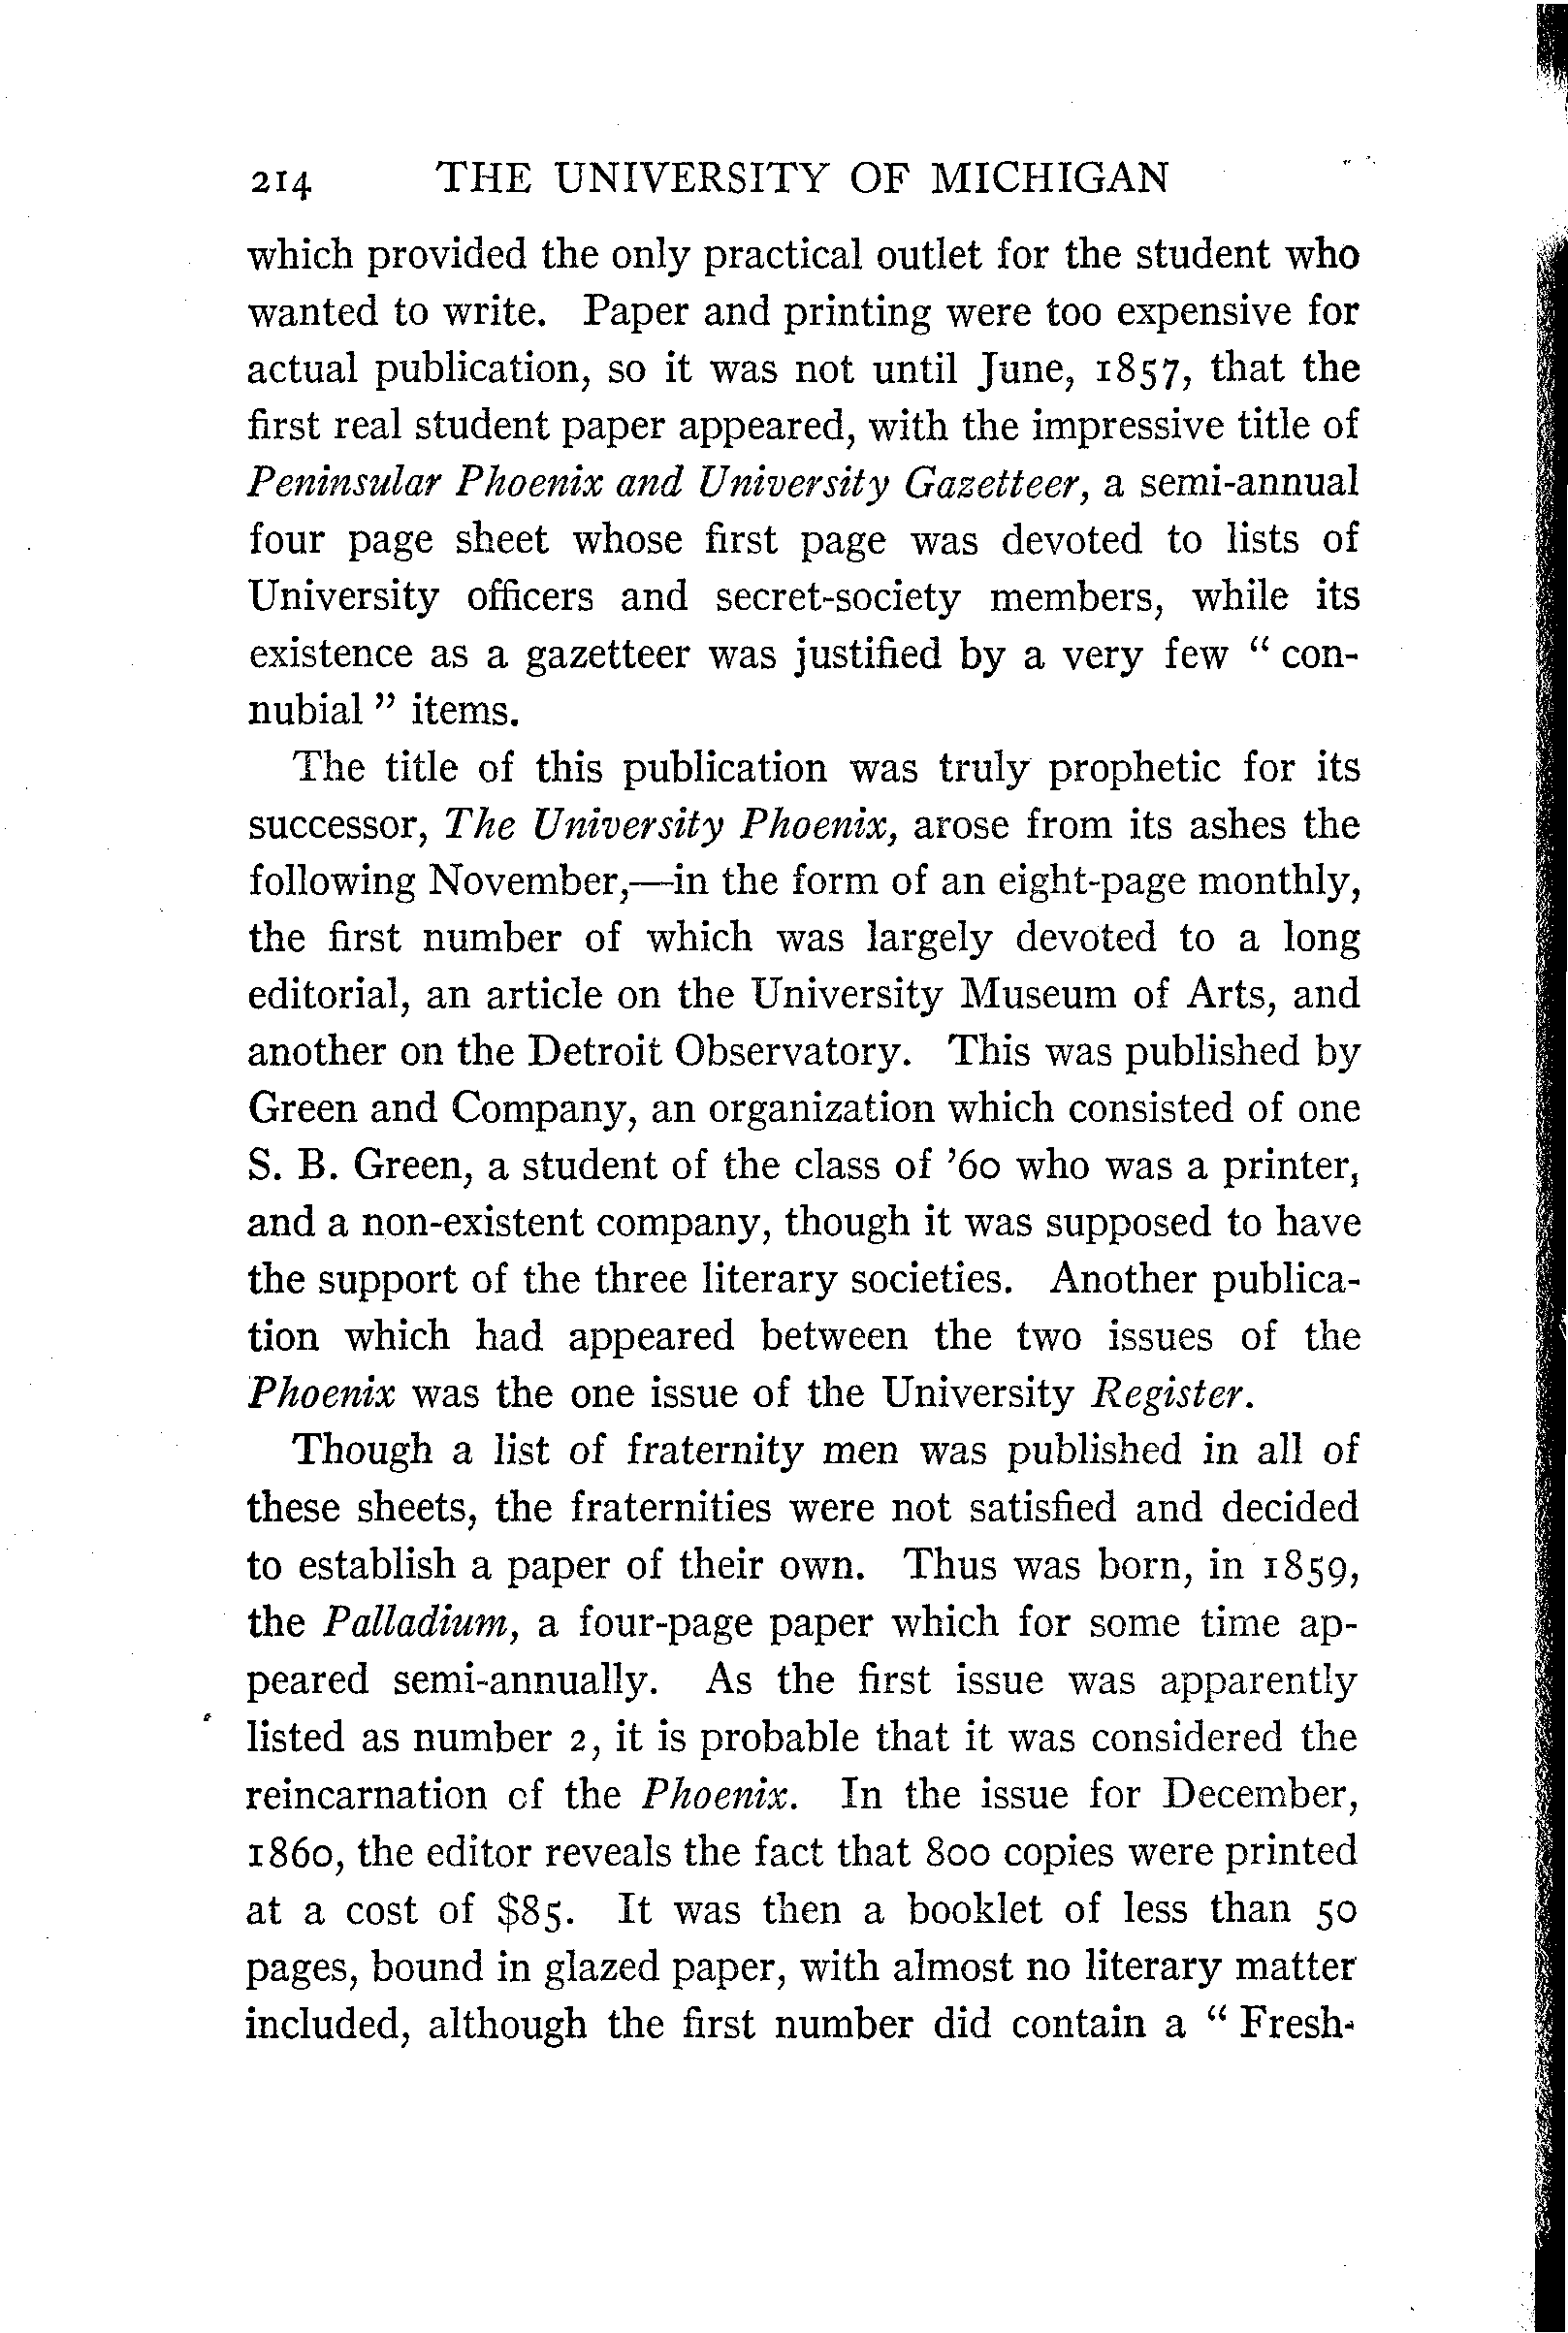 214 THE UNIVERSITY OF MICHIGAN
which provided the only practical outlet for the student who
wanted to write. Paper and printing were too expensive for
actual publication, so it was not until June, 1857, that the
first real student paper appeared, with the impressive title of
Peninsular Phoenix and University Gazetteer, a semi-annual
four page sheet whose first page was devoted to lists of
University officers and secret-society members, while its
existence as a gazetteer was justified by a very few " con-
nubial " items.
The title of this publication was truly prophetic for its
successor, The University Phoenix, arose from its ashes the
following November,—in the form of an eight-page monthly,
the first number of which was largely devoted to a long
editorial, an article on the University Museum of Arts, and
another on the Detroit Observatory. This was published by
Green and Company, an organization which consisted of one
S. B. Green, a student of the class of '60 who was a printer,
and a non-existent company, though it was supposed to have
the support of the three literary societies. Another publica-
tion which had appeared between the two issues of the
Phoenix was the one issue of the University Register.
Though a list of fraternity men was published in all of
these sheets, the fraternities were not satisfied and decided
to establish a paper of their own. Thus was born, in 1859,
the Palladium, a four-page paper which for some time ap-
peared semi-annually. As the first issue was apparently
listed as number 2, it is probable that it was considered the
reincarnation of the Phoenix. In the issue for December,
1860, the editor reveals the fact that 800 copies were printed
at a cost of $85. It was then a booklet of less than 50
pages, bound in glazed paper, with almost no literary matter
included, although the first number did contain a " Fresh-